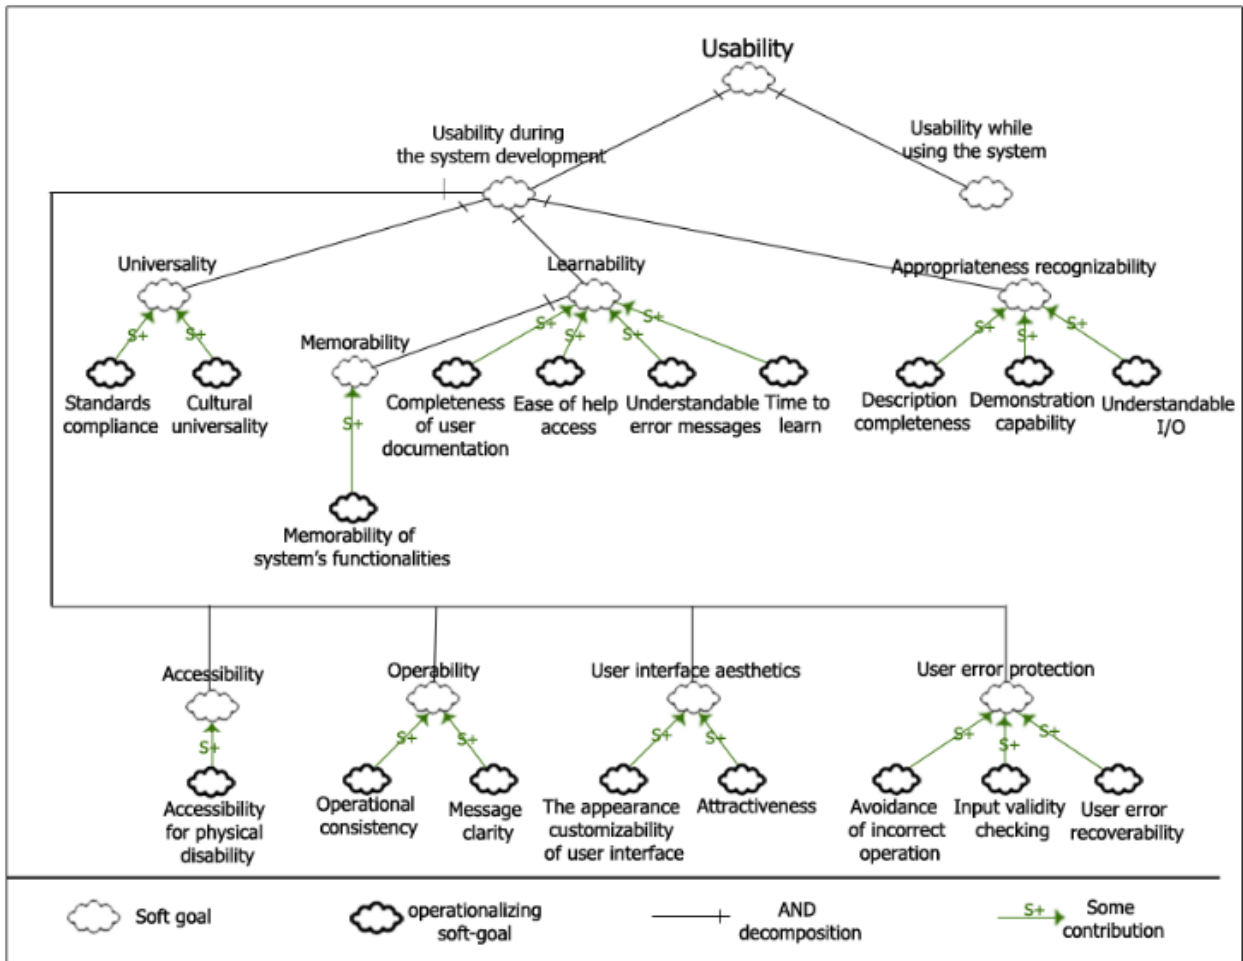 Usability
Usability during
the system development
Usability while
using the system
Universality
Learnability
Appropriateness recognizability
S+
S+
S+
S+
S+
S+
S+
S+
S+
Memorability
Standards
compliance
Cultural
universality
S+
Completeness
of user
documentation
Ease of help
access
Understandable
error messages
Time to
learn
Description
completeness
Demonstration
capability
Understandable
I/O
Memorability of
system's functionalities
Accessibility
Operability
User interface aesthetics
User error protection
S+
S+
S+
S+
S+
S+
S+
S+
Accessibility
for physical
disability
Operational
consistency
Message
clarity
The appearance
customizability
of user interface
Attractiveness
Avoidance
of incorrect
operation
Input validity
checking
User error
recoverability
Soft goal
operationalizing
soft-goal
AND
decomposition
S+
Some
contribution